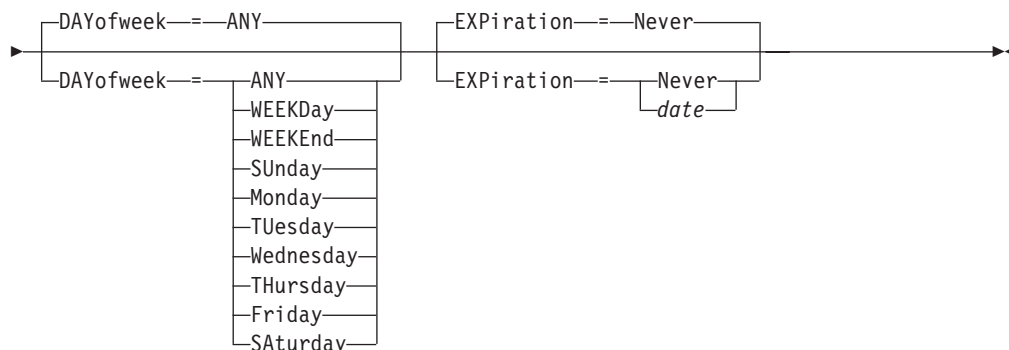 DAYofweek = ANY EXPiration = Never
DAYofweek = ANY EXPiration = Never
WEEKDay date
WEEKEnd
SUnday
Monday
TUesday
Wednesday
THursday
Friday
SAturday